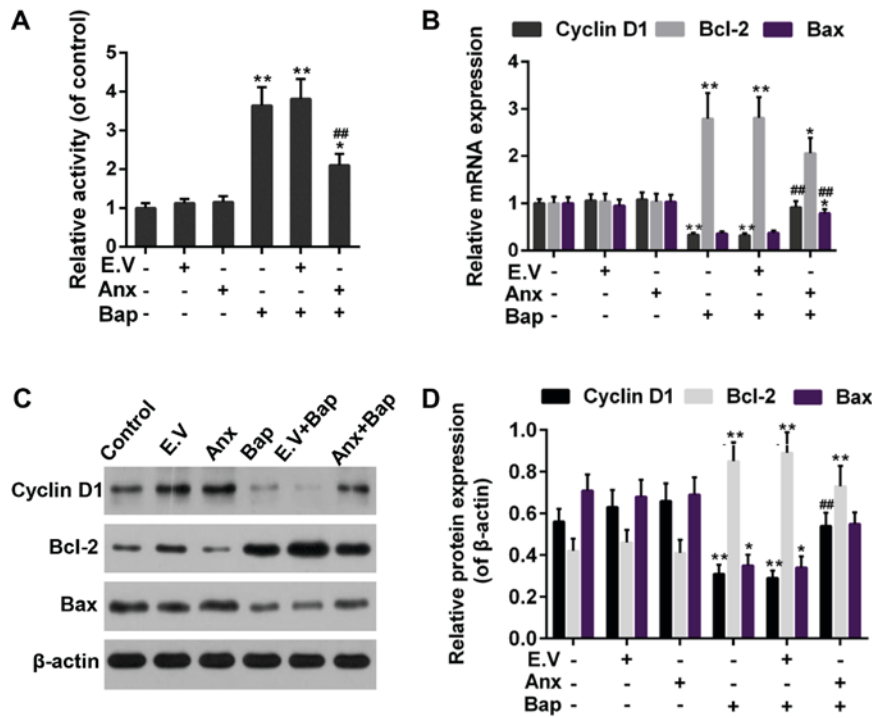 A
Relative activity (of control)
5
4
3
2
1
0
** ** ## *
E.V - + - - + -
Anx - - + - - +
Bap - - - + + +
B
Cyclin D1 Bcl-2 Bax
Relative mRNA expression
4
3
2
1
0
** ** ** ** ## * ## *
E.V - + - - + -
Anx - - + - - +
Bap - - - + + +
C
Control E.V Anx Bap E.V+Bap Anx+Bap
Cyclin D1
Bcl-2
Bax
β-actin
D
Cyclin D1 Bcl-2 Bax
Relative protein expression
(of β-actin)
1.0
0.8
0.6
0.4
0.2
0.0
** ** * ** ** * ## **
E.V - + - - + -
Anx - - + - - +
Bap - - - + + +